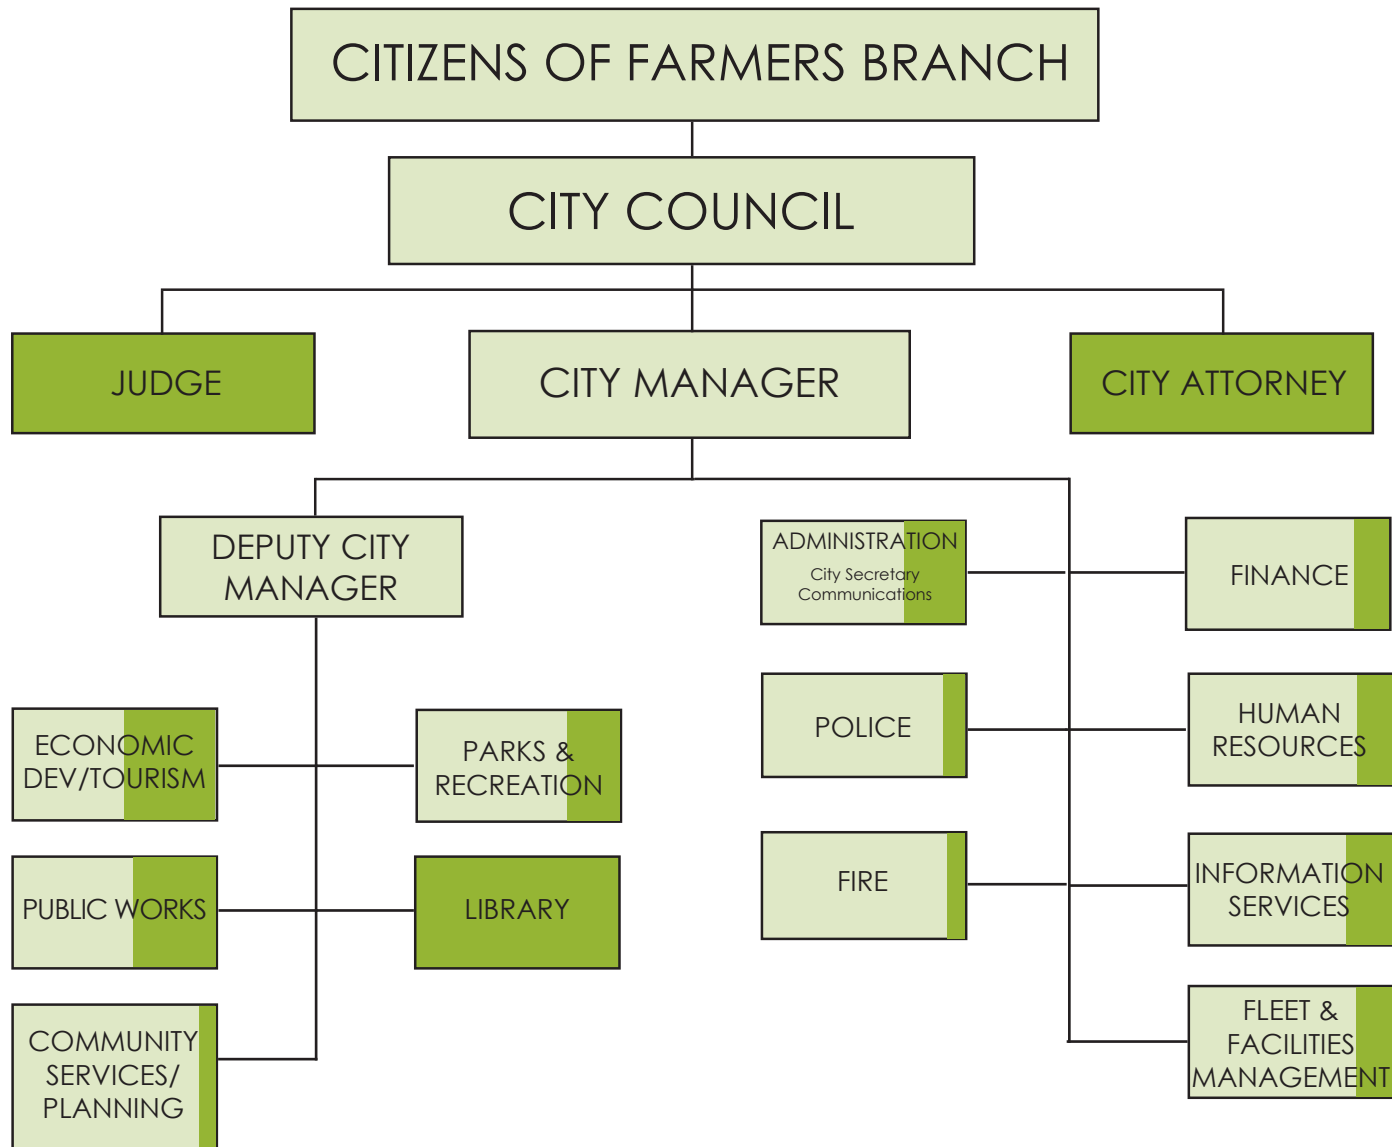 CITIZENS OF FARMERS BRANCH
CITY COUNCIL
JUDGE
CITY MANAGER
CITY ATTORNEY
DEPUTY CITY
MANAGER
ADMINISTRATION
City Secretary
Communications
FINANCE
POLICE
HUMAN
RESOURCES
ECONOMIC
DEV/TOURISM
PARKS &
RECREATION
FIRE
INFORMATION
SERVICES
PUBLIC WORKS
LIBRARY
COMMUNITY
SERVICES/
PLANNING
FLEET &
FACILITIES
MANAGEMENT